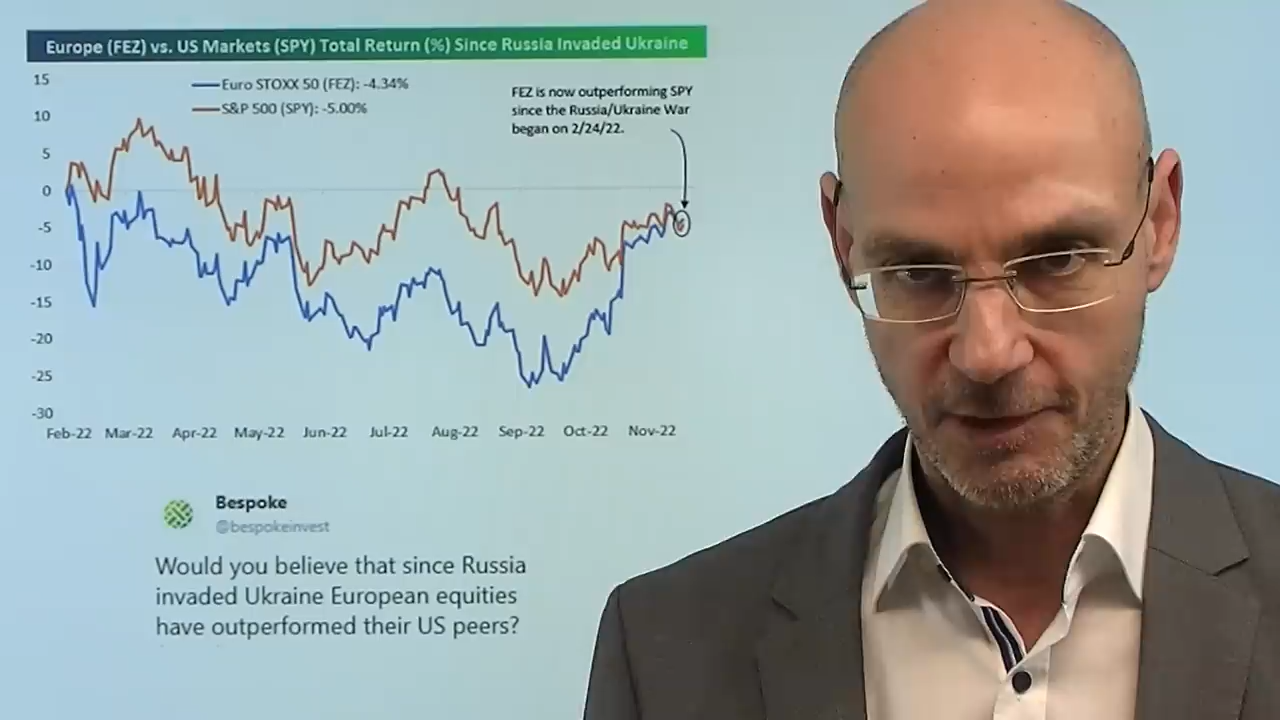 Europe (FEZ) vs. US Markets (SPY) Total Return (%) Since Russia Invaded Ukraine
15
10
5
0
-5
-10
-15
-20
-25
-30
Euro STOXX 50 (FEZ): -4.34%
S&P 500 (SPY): -5.00%
FEZ is now outperforming SPY
since the Russia/Ukraine War
began on 2/24/22.
Feb-22 Mar-22 Apr-22 May-22 Jun-22 Jul-22 Aug-22 Sep-22 Oct-22 Nov-22
Bespoke
@bespokeinvest
Would you believe that since Russia
invaded Ukraine European equities
have outperformed their US peers?